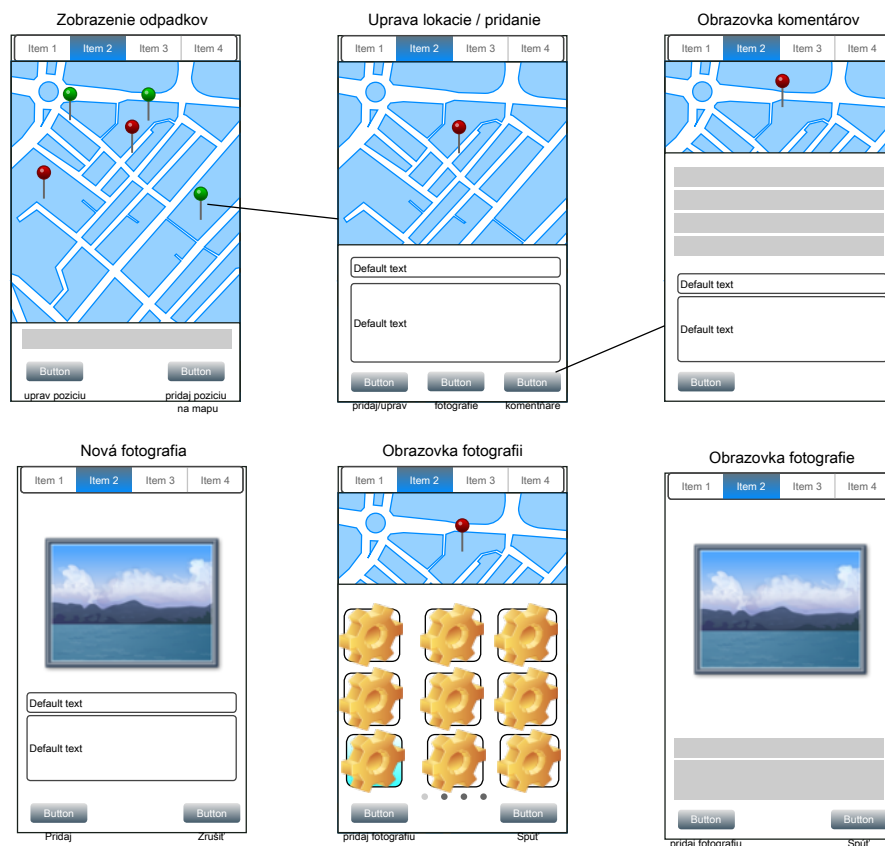 Zobrazenie odpadkov
Item 1 Item 2 Item 3 Item 4
Button Button
uprav poziciu pridaj poziciu
na mapu
Uprava lokacie / pridanie
Item 1 Item 2 Item 3 Item 4
Default text
Default text
Button Button Button
pridaj/uprav fotografie komentnáre
Obrazovka komentárov
Item 1 Item 2 Item 3 Item 4
Default text
Default text
Button
Nová fotografia
Item 1 Item 2 Item 3 Item 4
Default text
Default text
Button Button
Pridaj Zrušiť
Obrazovka fotografii
Item 1 Item 2 Item 3 Item 4
Button Button
pridaj fotografiu Spúť
Obrazovka fotografie
Item 1 Item 2 Item 3 Item 4
Button Button
pridaj fotografiu Spúť